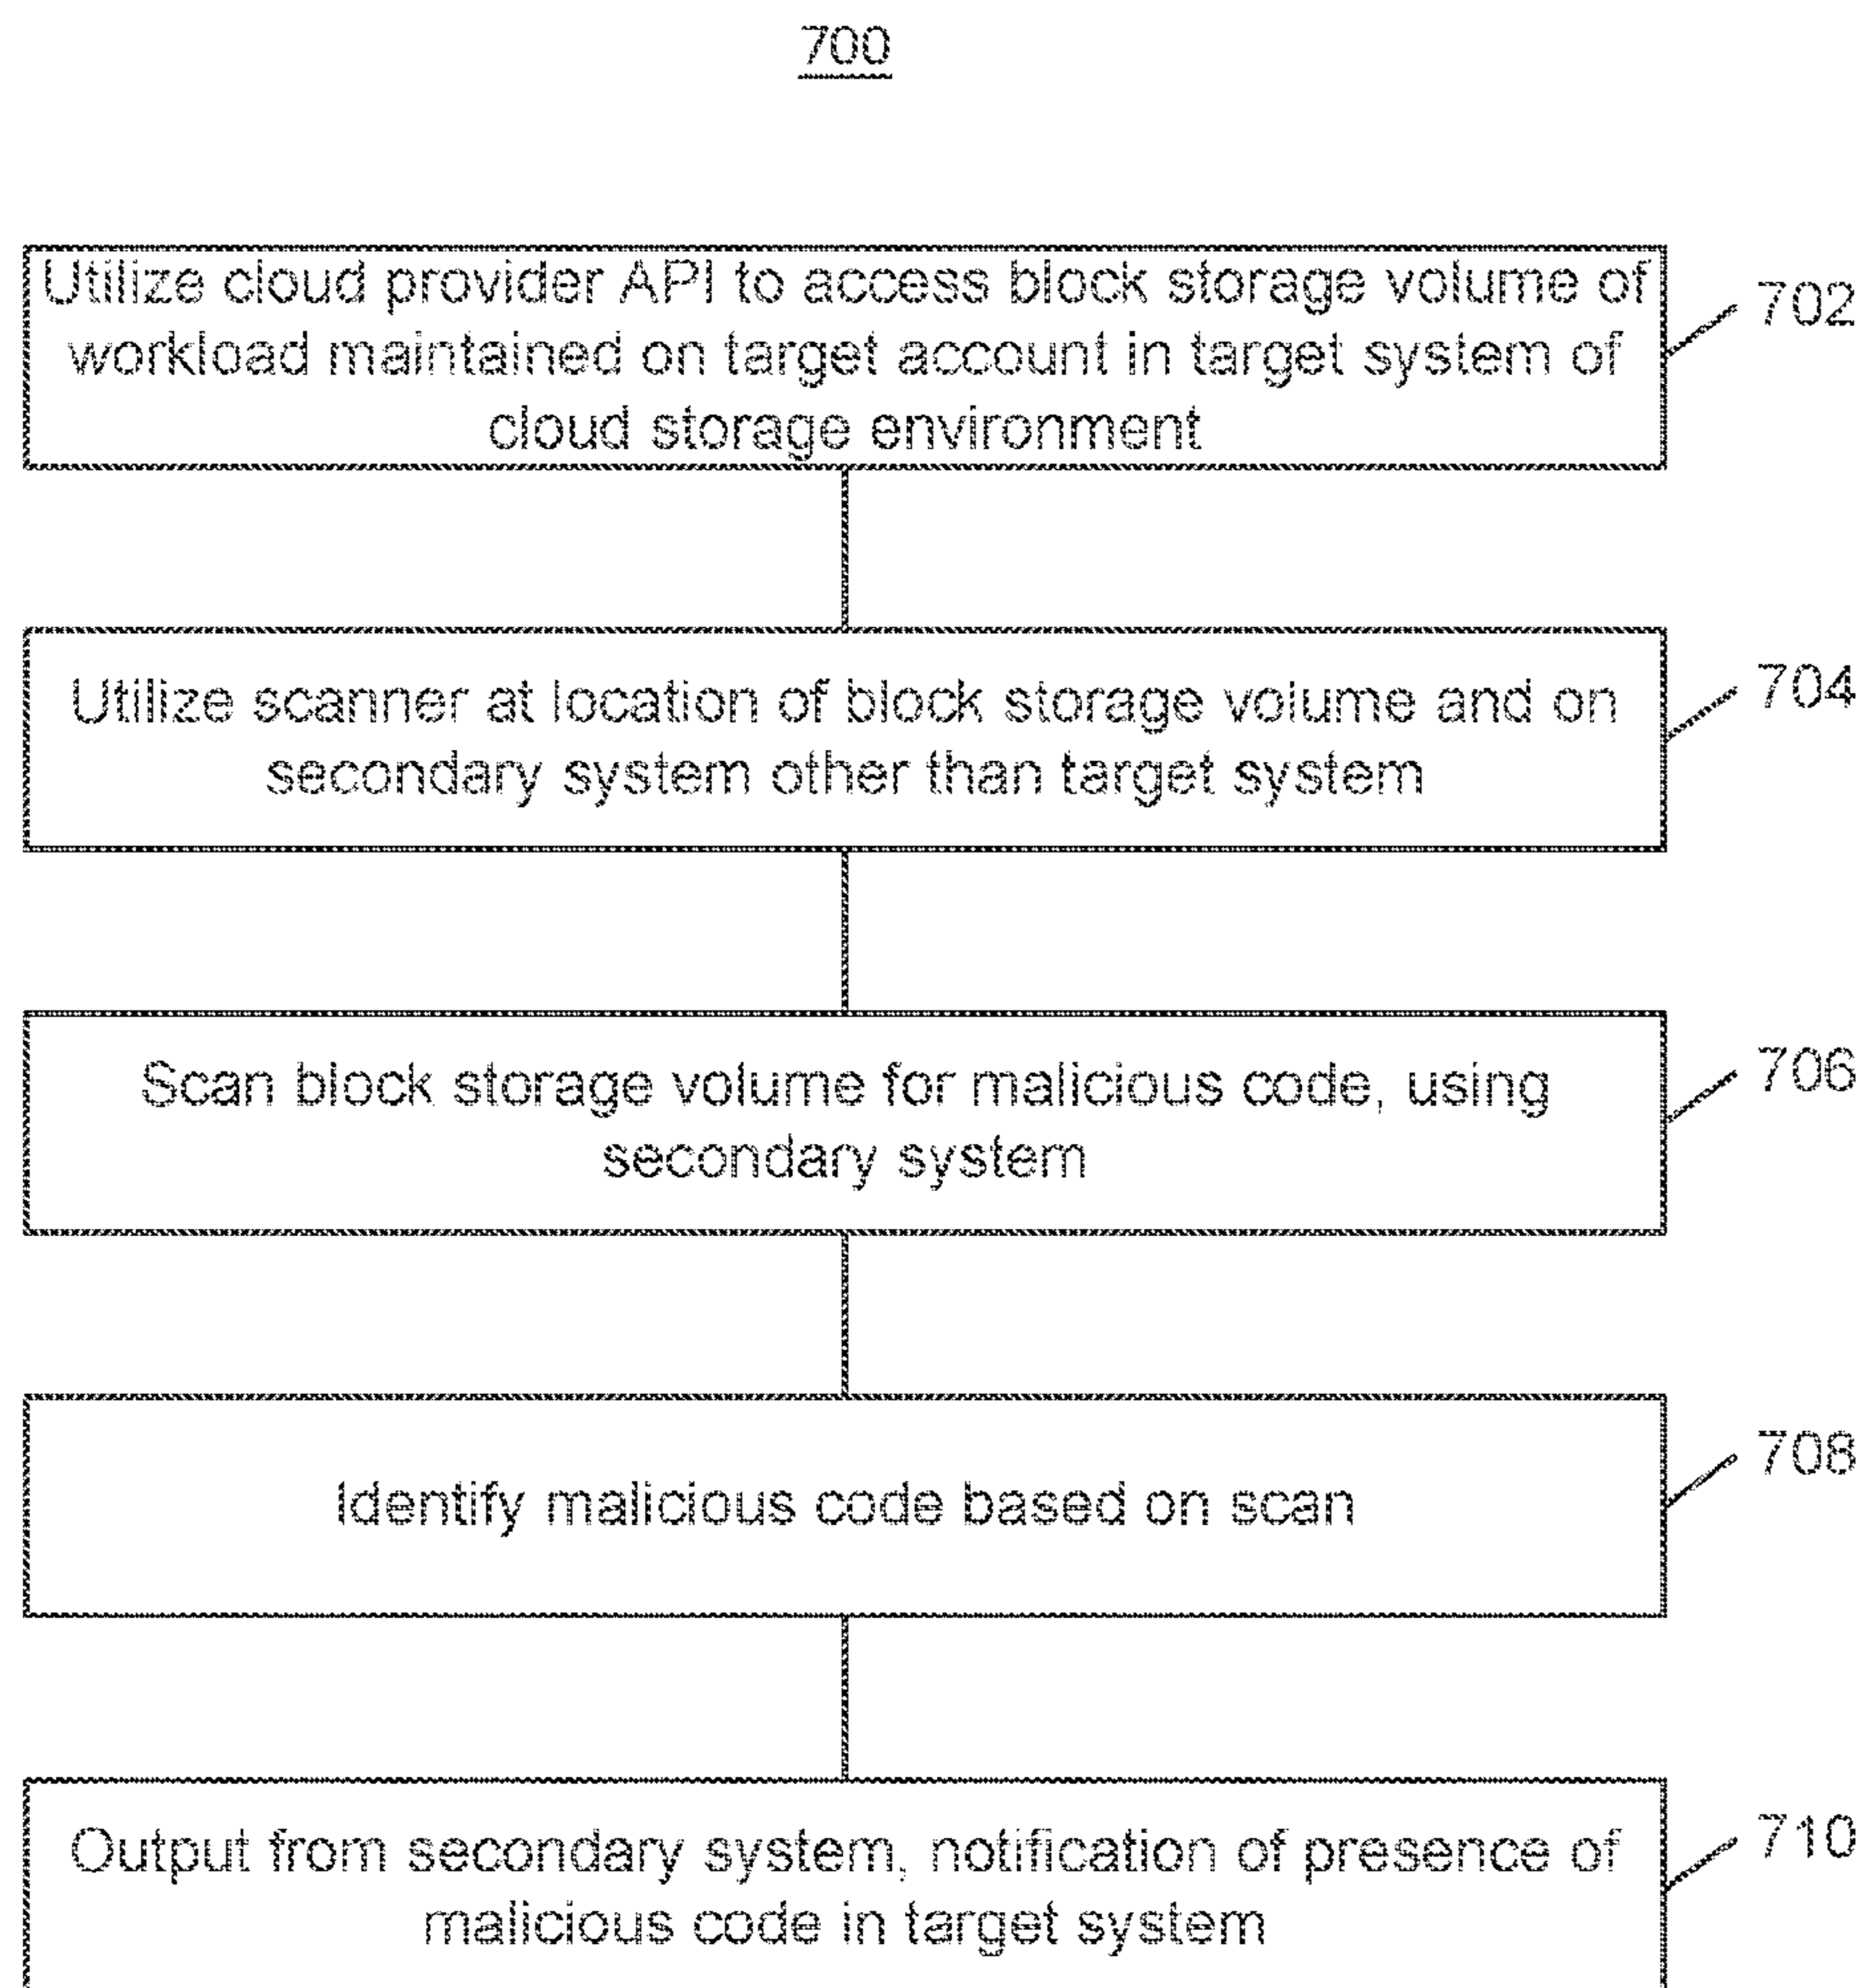 700
Utilize cloud provider API to access block storage volume of
workload maintained on target account in target system of
cloud storage environment
702
Utilize scanner at location of block storage volume and on
secondary system other than target system
704
Scan block storage volume for malicious code, using
secondary system
706
Identify malicious code based on scan
708
Output from secondary system, notification of presence of
malicious code in target system
710